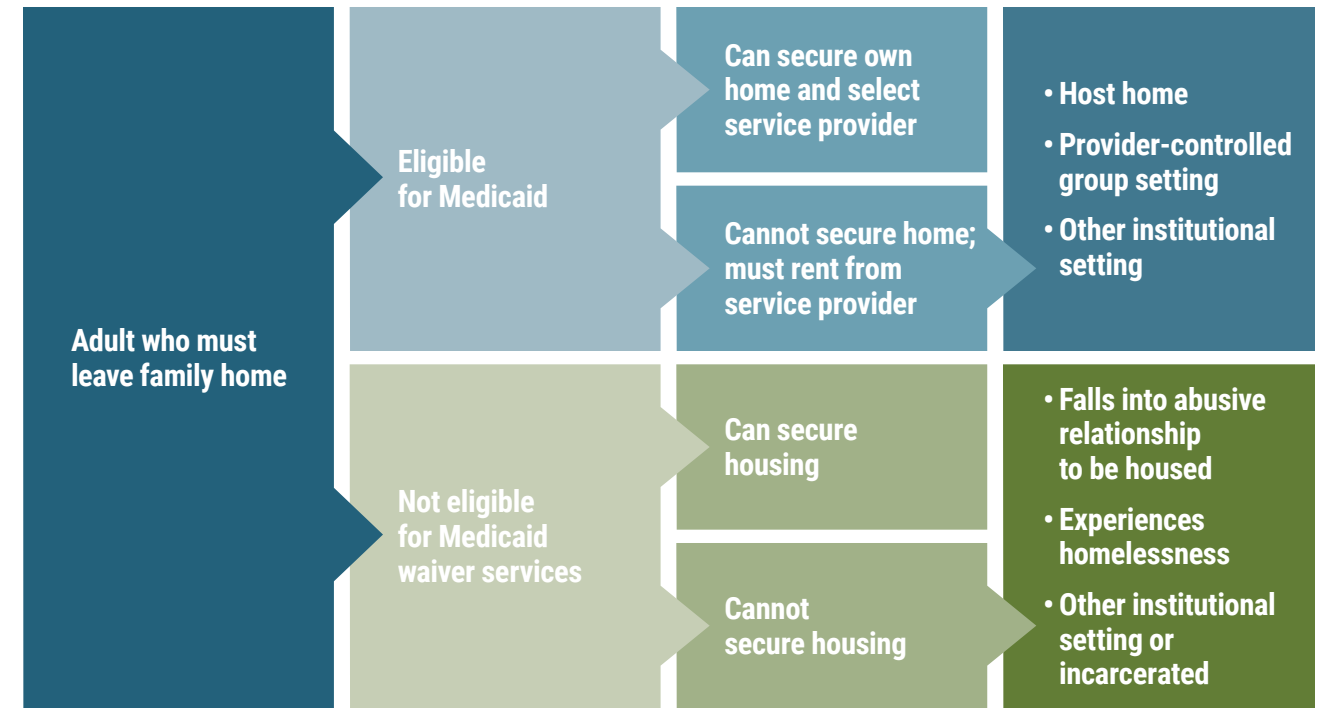 Adult who must
leave family home
Eligible
for Medicaid
Can secure own
home and select
service provider
Cannot secure home;
must rent from
service provider
• Host home
• Provider-controlled
group setting
• Other institutional
setting
Not eligible
for Medicaid
waiver services
Can secure
housing
Cannot
secure housing
• Falls into abusive
relationship
to be housed
• Experiences
homelessness
• Other institutional
setting or
incarcerated